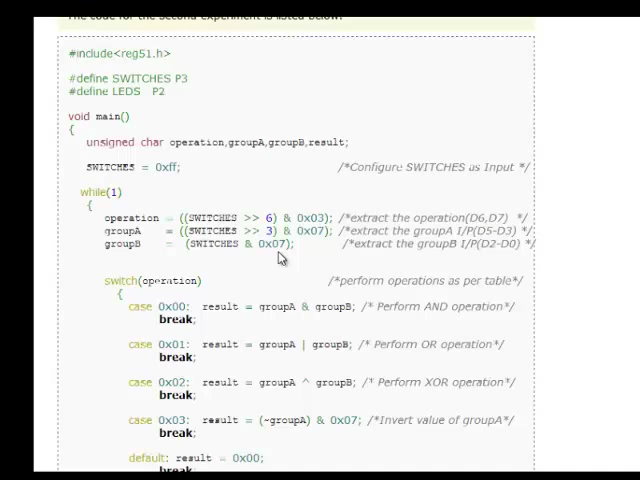 The code for the second experiment is listed below:
#include<reg51.h>
#define SWITCHES P3
#define LEDS P2
void main()
{
unsigned char operation,groupA,groupB,result;
SWITCHES = 0xff; /*Configure SWITCHES as Input */
while(1)
{
operation = ((SWITCHES >> 6) & 0x03); /*extract the operation(D6,D7) */
groupA = ((SWITCHES >> 3) & 0x07); /*extract the groupA I/P(D5-D3) */
groupB = (SWITCHES & 0x07); /*extract the groupB I/P(D2-D0) */
switch(operation) /*perform operations as per table*/
{
case 0x00: result = groupA & groupB; /* Perform AND operation*/
break;
case 0x01: result = groupA | groupB; /* Perform OR operation*/
break;
case 0x02: result = groupA ^ groupB; /* Perform XOR operation*/
break;
case 0x03: result = (~groupA) & 0x07; /*Invert value of groupA*/
break;
default: result = 0x00;
break;